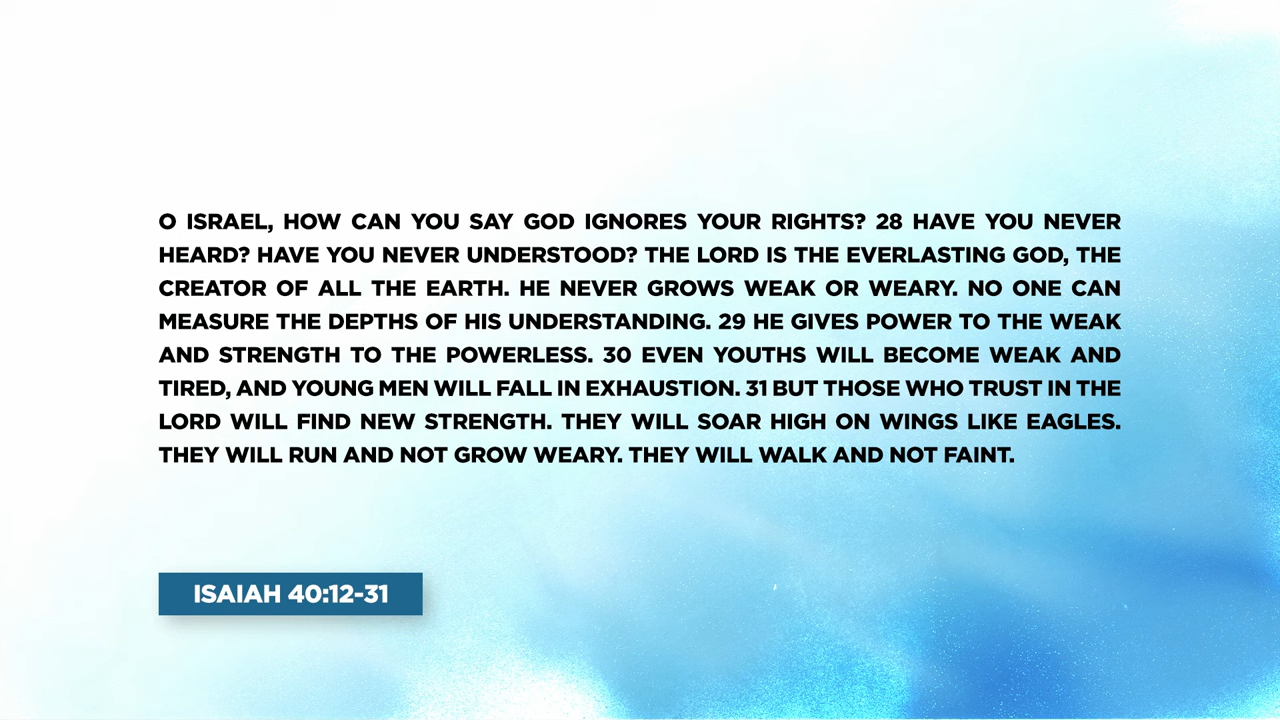 O ISRAEL, HOW CAN YOU SAY GOD IGNORES YOUR RIGHTS? 28 HAVE YOU NEVER
HEARD? HAVE YOU NEVER UNDERSTOOD? THE LORD IS THE EVERLASTING GOD, THE
CREATOR OF ALL THE EARTH. HE NEVER GROWS WEAK OR WEARY. NO ONE CAN
MEASURE THE DEPTHS OF HIS UNDERSTANDING. 29 HE GIVES POWER TO THE WEAK
AND STRENGTH TO THE POWERLESS. 30 EVEN YOUTHS WILL BECOME WEAK AND
TIRED, AND YOUNG MEN WILL FALL IN EXHAUSTION. 31 BUT THOSE WHO TRUST IN THE
LORD WILL FIND NEW STRENGTH. THEY WILL SOAR HIGH ON WINGS LIKE EAGLES.
THEY WILL RUN AND NOT GROW WEARY. THEY WILL WALK AND NOT FAINT.
ISAIAH 40:12-31